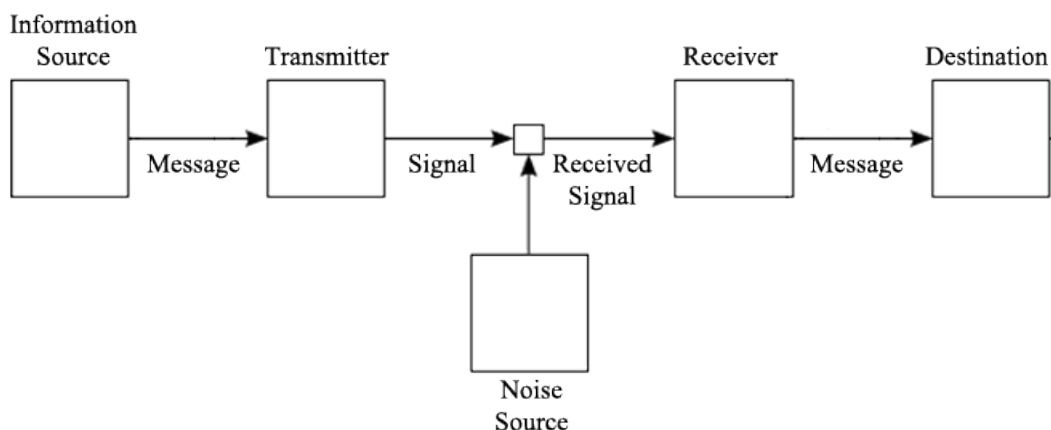 Information
Source
Transmitter
Receiver
Destination
Message
Signal
Received
Signal
Message
Noise
Source